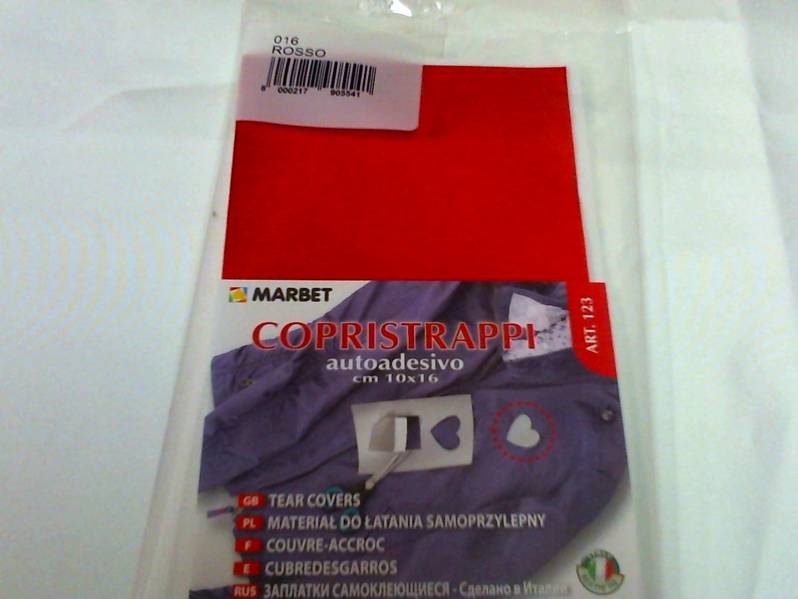 016
ROSSO
8 000217 905541
MARBET
COPRISTRAPPI
autoadesivo
cm 10x16
ART. 123
GB TEAR COVERS
PL MATERIAŁ DO ŁATANIA SAMOPRZYLEPNY
F COUVRE-ACCROC
E CUBREDESGARROS
RUS ЗАПЛАТКИ САМОКЛЕЮЩИЕСЯ - Сделано в Италии